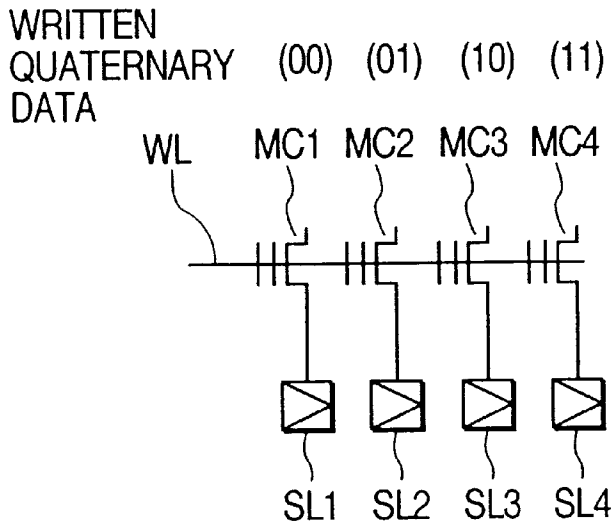 WRITTEN
QUATERNARY (00) (01) (10) (11)
DATA
WL MC1 MC2 MC3 MC4
SL1 SL2 SL3 SL4